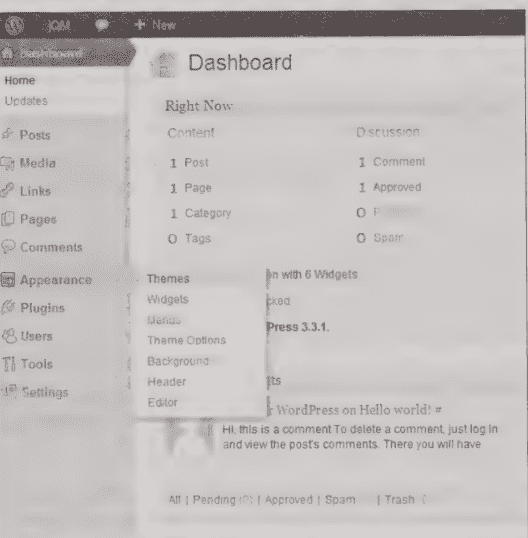 JQM
+ New
Dashboard
Home
Updates
Posts
Media
Links
Pages
Comments
Appearance
Plugins
Users
Tools
Settings
Dashboard
Right Now
Content
Discussion
1 Post
1 Comment
1 Page
1 Approved
1 Category
0
0 Tags
0 Spam
Themes
Widgets
Menus
Theme Options
Background
Header
Editor
with 6 Widgets
Press 3.3.1.
WordPress on Hello world! #
Hi, this is a comment To delete a comment, just log in
and view the post's comments. There you will have
All | Pending (0) | Approved | Spam | Trash